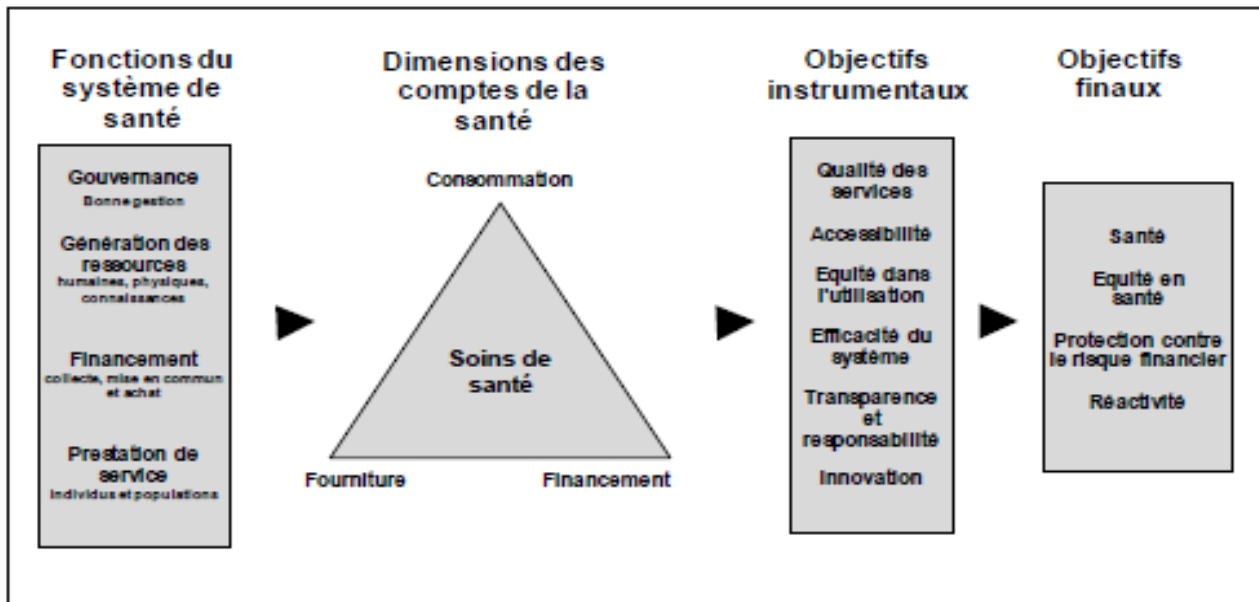 Fonctions du
système de
santé
Gouvernance
Bonne gestion
Génération des
ressources
humaines, physiques,
connaissances
Financement
collecte, mise en commun
et achat
Prestation de
service
individus et populations
Dimensions des
comptes de la
santé
Consommation
Soins de
santé
Fourniture
Financement
Objectifs
instrumentaux
Qualité des
services
Accessibilité
Equité dans
l'utilisation
Efficacité du
système
Transparence
et
responsabilité
Innovation
Objectifs
finaux
Santé
Equité en
santé
Protection contre
le risque financier
Réactivité